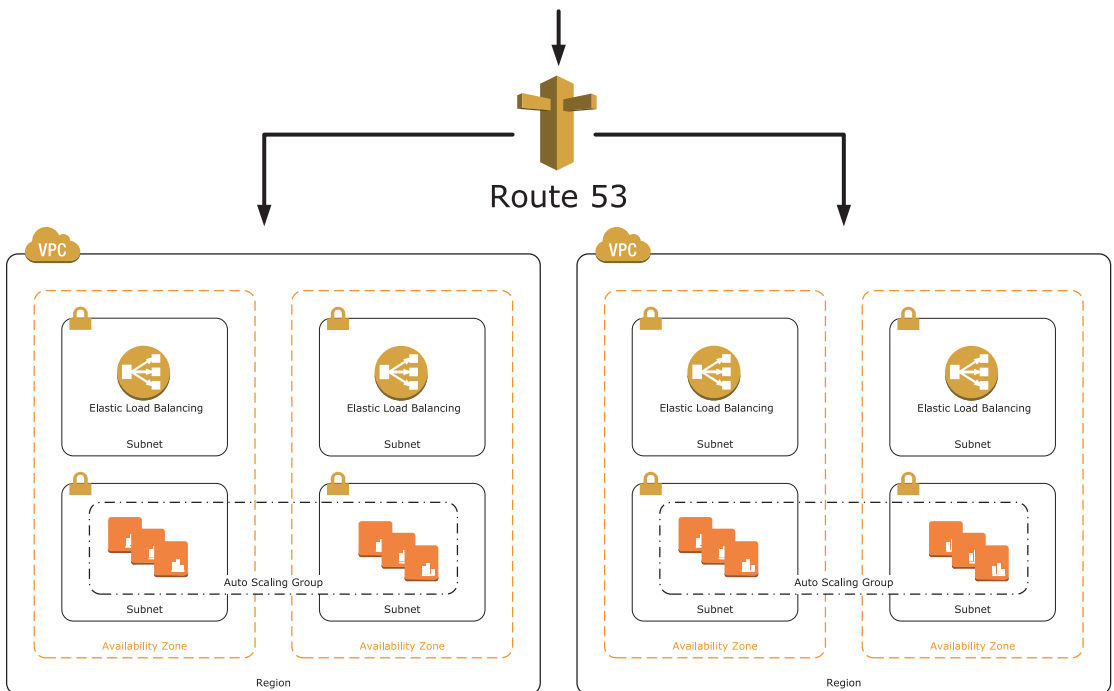 Route 53
VPC
VPC
Elastic Load Balancing
Elastic Load Balancing
Elastic Load Balancing
Elastic Load Balancing
Subnet
Subnet
Subnet
Subnet
Auto Scaling Group
Auto Scaling Group
Subnet
Subnet
Subnet
Subnet
Availability Zone
Availability Zone
Availability Zone
Availability Zone
Region
Region